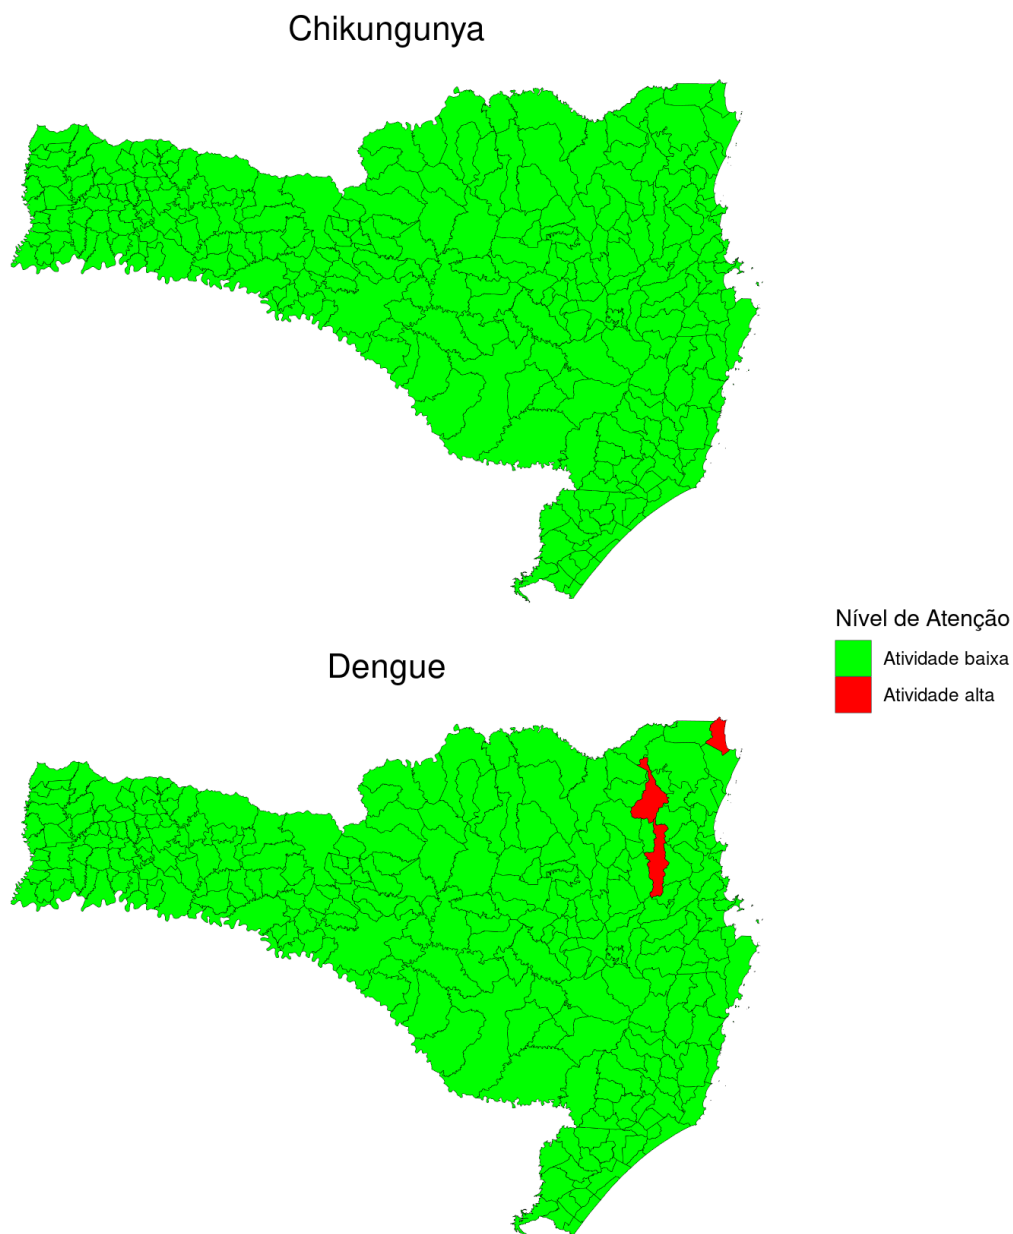 Chikungunya
Nível de Atenção
Atividade baixa
Atividade alta
Dengue